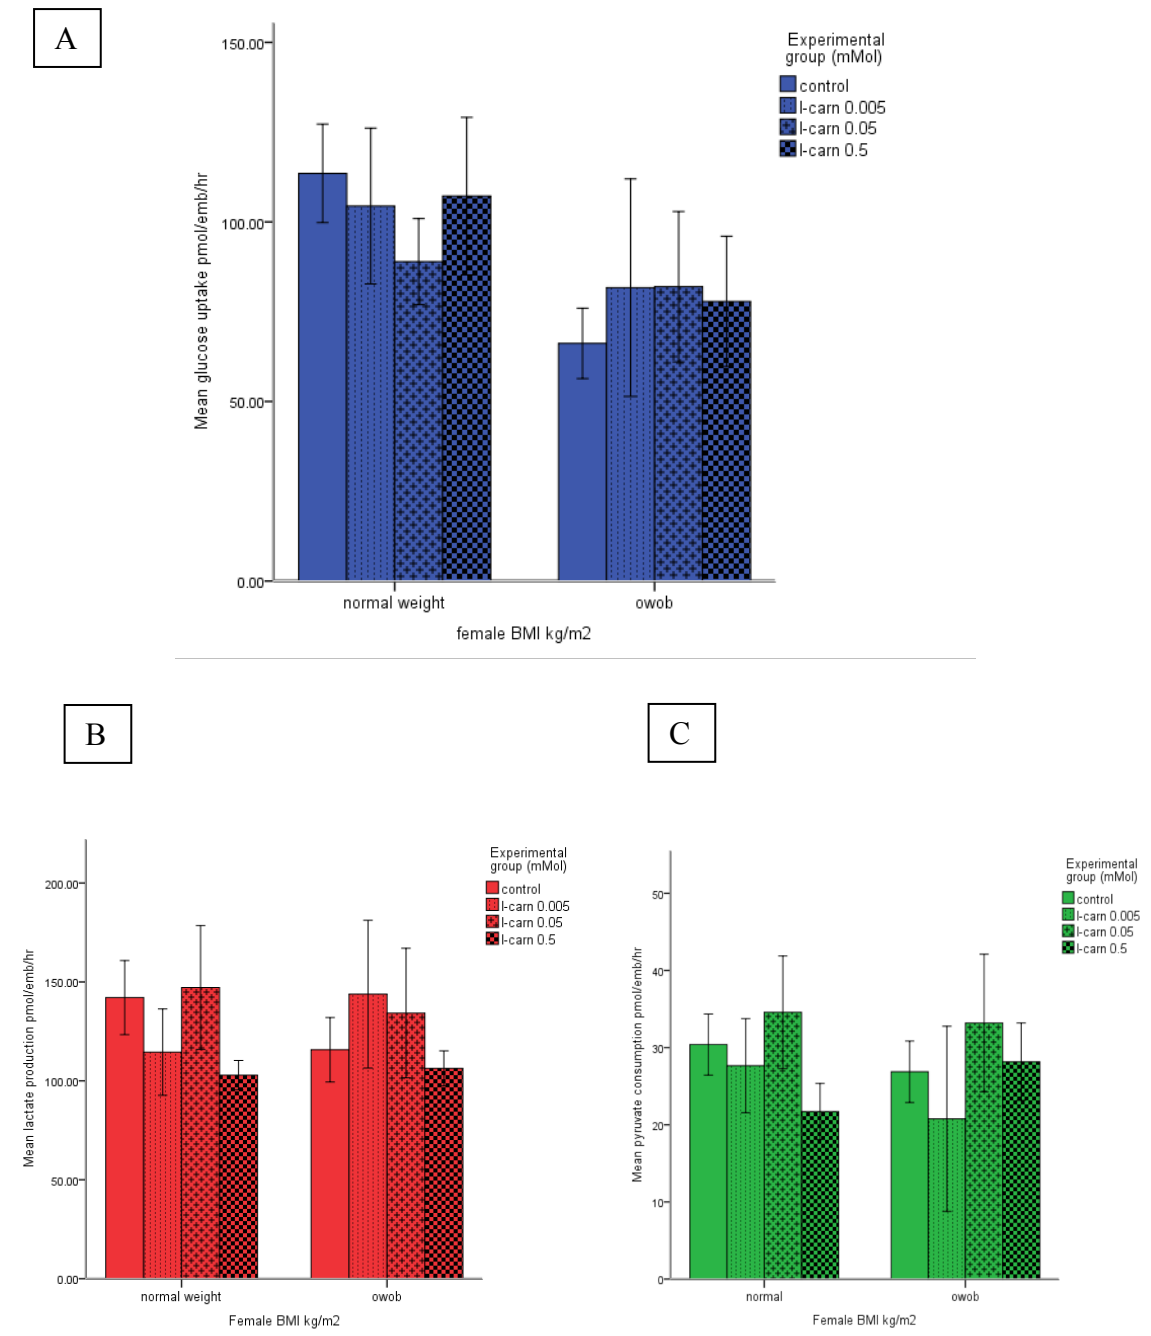 A
Experimental
group (mMol)
control
l-carn 0.005
l-carn 0.05
l-carn 0.5
Mean glucose uptake pmol/emb/hr
150.00
100.00
50.00
0.00
normal weight
owob
female BMI kg/m2
B
Experimental
group (mMol)
control
l-carn 0.005
l-carn 0.05
l-carn 0.5
Mean lactate production pmol/emb/hr
200.00
150.00
100.00
50.00
0.00
normal weight
owob
Female BMI kg/m2
C
Experimental
group (mMol)
control
l-carn 0.005
l-carn 0.05
l-carn 0.5
Mean pyruvate consumption pmol/emb/hr
50
40
30
20
10
0
normal
owob
Female BMI kg/m2